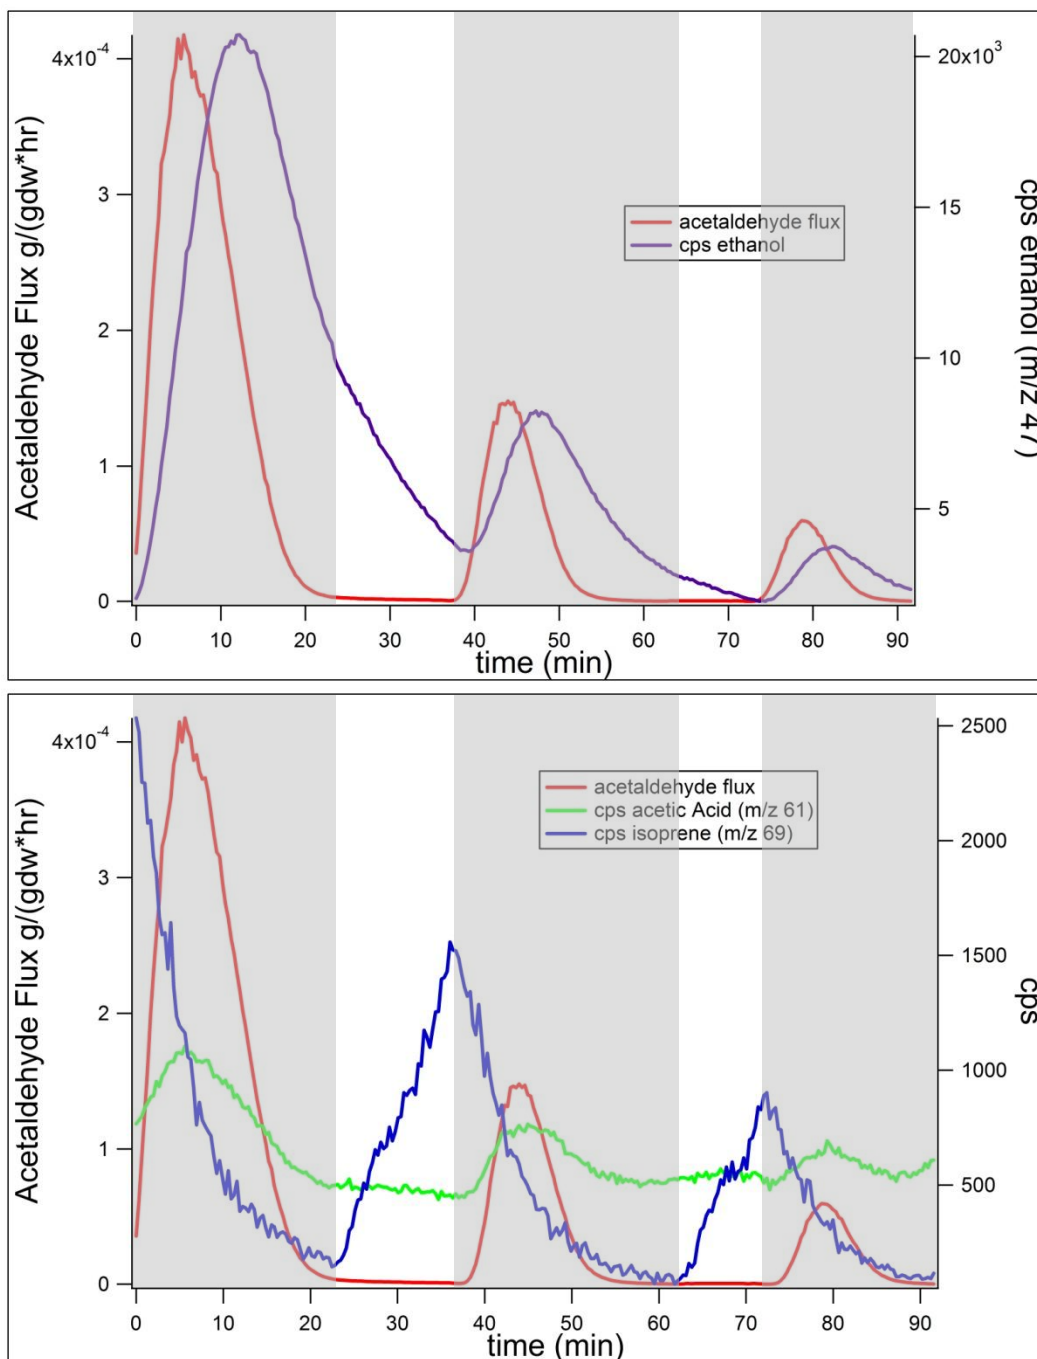 4x10-4
3
2
1
0
Acetaldehyde Flux g/(gdw*hr)
20x10³
15
10
5
cps ethanol (m/z 47)
acetaldehyde flux
cps ethanol
0 10 20 30 40 50 60 70 80 90
time (min)
4x10-4
3
2
1
0
Acetaldehyde Flux g/(gdw*hr)
2500
2000
1500
1000
500
cps
acetaldehyde flux
cps acetic Acid (m/z 61)
cps isoprene (m/z 69)
0 10 20 30 40 50 60 70 80 90
time (min)